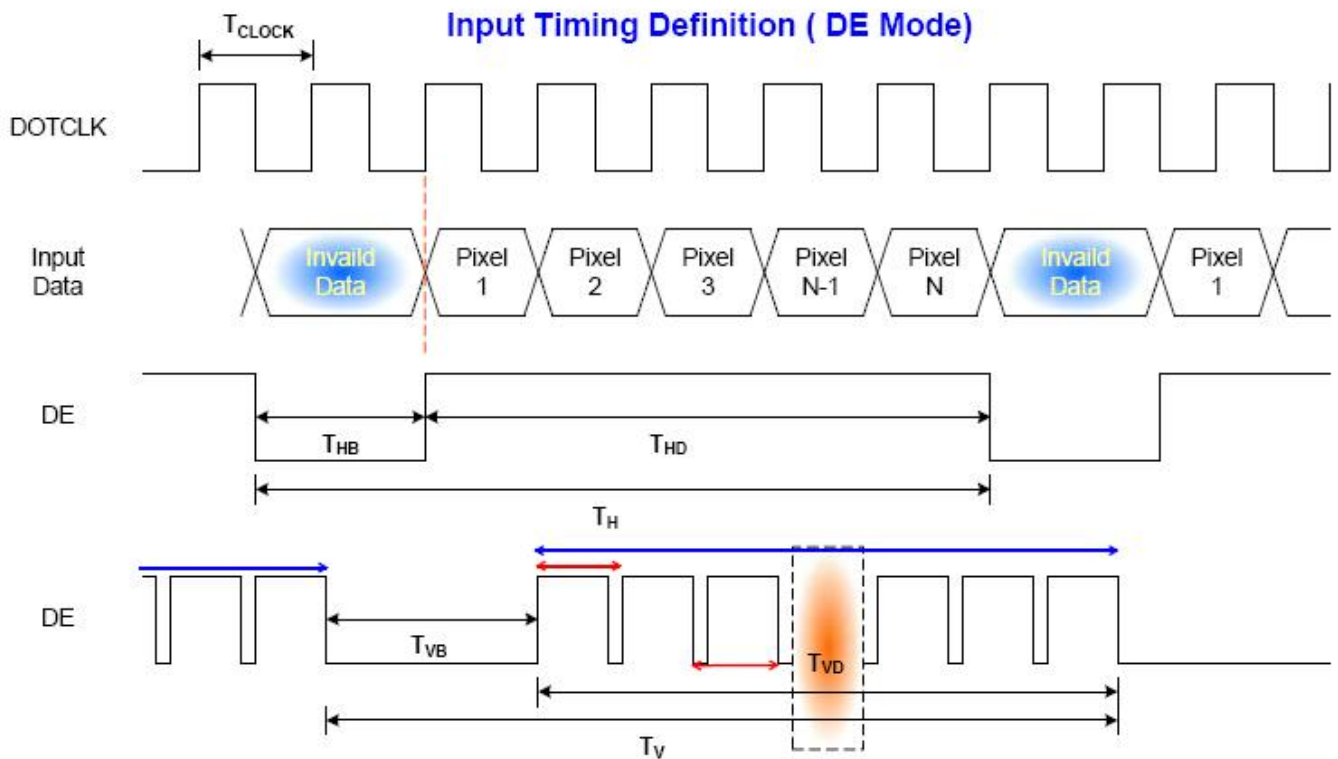 Input Timing Definition ( DE Mode)
TCLOCK
DOTCLK
Input
Data
Invaild
Data
Pixel
1
Pixel
2
Pixel
3
Pixel
N-1
Pixel
N
Invaild
Data
Pixel
1
DE
THB
THD
TH
DE
TVB
TVD
TV